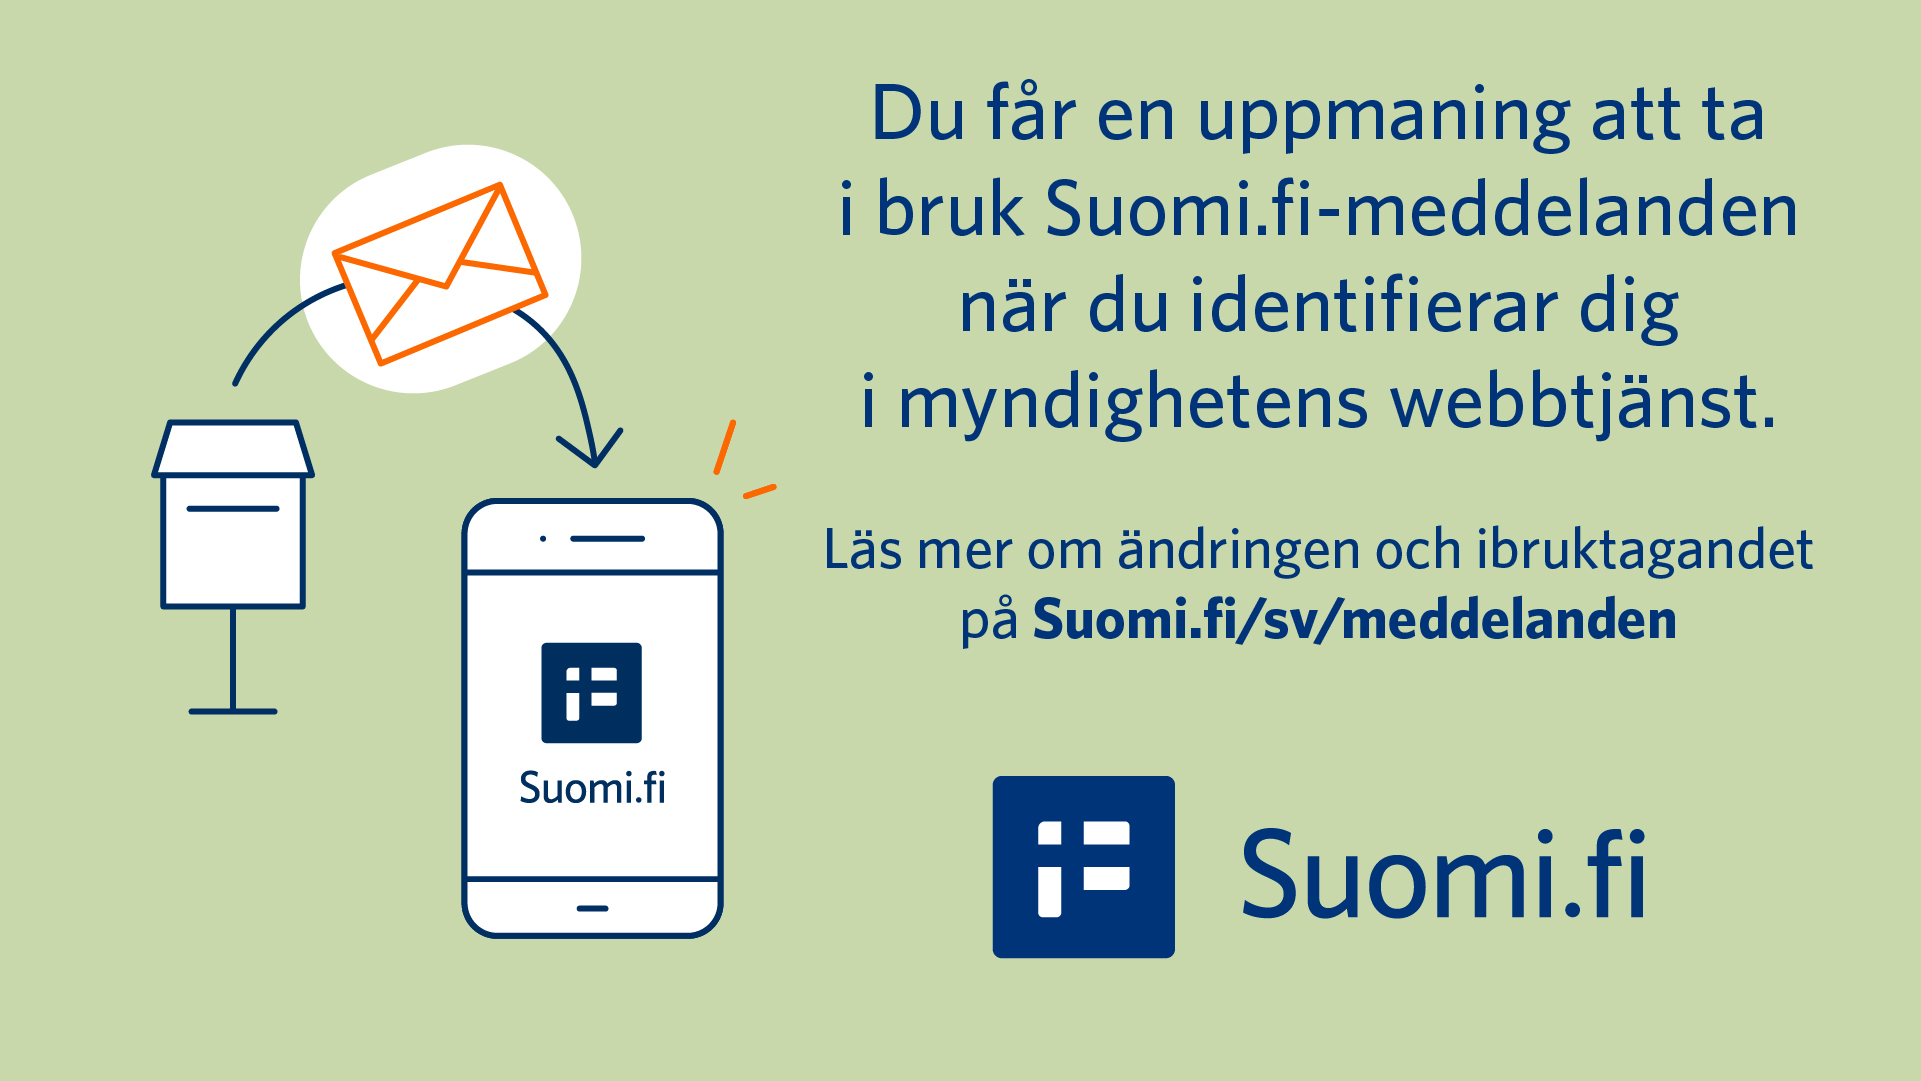 Du får en uppmaning att ta
i bruk Suomi.fi-meddelanden
när du identifierar dig
i myndighetens webbtjänst.
Läs mer om ändringen och ibruktagandet
på Suomi.fi/sv/meddelanden
Suomi.fi
Suomi.fi